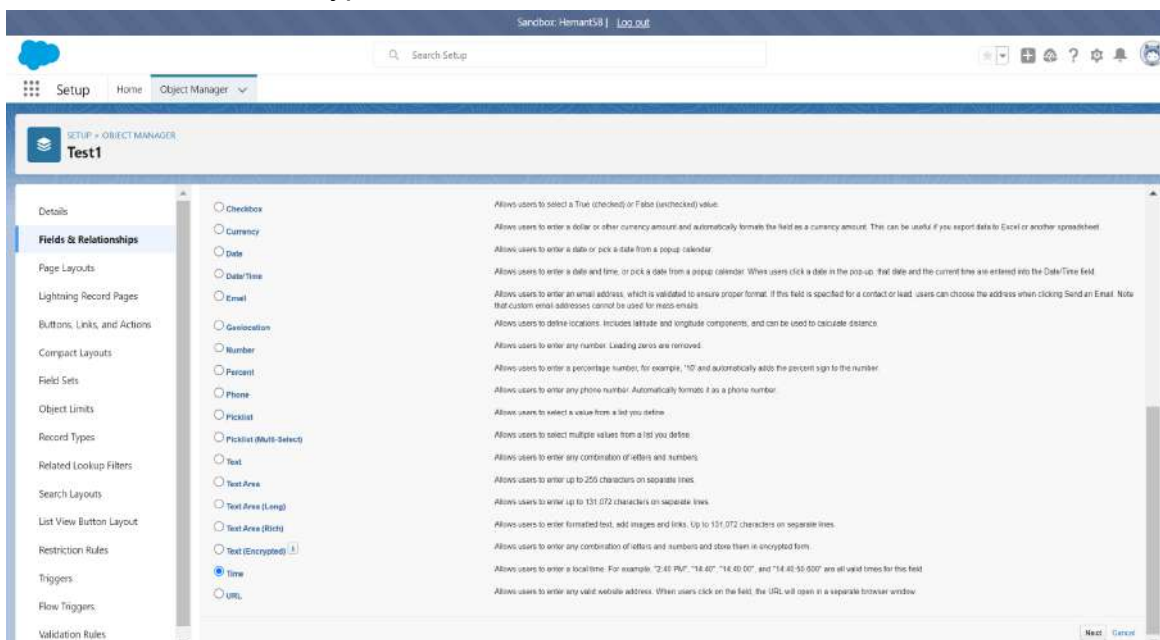 Sandbox: HemantSB | Log out
Search Setup
Setup Home Object Manager
SETUP > OBJECT MANAGER
Test1
Details
Fields & Relationships
Page Layouts
Lightning Record Pages
Buttons, Links, and Actions
Compact Layouts
Field Sets
Object Limits
Record Types
Related Lookup Filters
Search Layouts
List View Button Layout
Restriction Rules
Triggers
Flow Triggers
Validation Rules
Checkbox Allows users to select a True (checked) or False (unchecked) value.
Currency Allows users to enter a dollar or other currency amount and automatically formats the field as a currency amount. This can be useful if you export data to Excel or another spreadsheet.
Date Allows users to enter a date or pick a date from a popup calendar.
Date/Time Allows users to enter a date and time, or pick a date from a popup calendar. When users click a date in the pop-up, that date and the current time are entered into the Date/Time field.
Email Allows users to enter an email address, which is validated to ensure proper format. If this field is specified for a contact or lead, users can choose the address when clicking Send an Email. Note
that custom email addresses cannot be used for mass emails.
Geolocation Allows users to define locations. Includes latitude and longitude components, and can be used to calculate distance.
Number Allows users to enter any number. Leading zeros are removed.
Percent Allows users to enter a percentage number, for example, '10' and automatically adds the percent sign to the number.
Phone Allows users to enter any phone number. Automatically formats it as a phone number.
Picklist Allows users to select a value from a list you define.
Picklist (Multi-Select) Allows users to select multiple values from a list you define.
Text Allows users to enter any combination of letters and numbers.
Text Area Allows users to enter up to 255 characters on separate lines.
Text Area (Long) Allows users to enter up to 131,072 characters on separate lines.
Text Area (Rich) Allows users to enter formatted text, add images and links. Up to 131,072 characters on separate lines.
Text (Encrypted) i Allows users to enter any combination of letters and numbers and store them in encrypted form.
Time Allows users to enter a local time. For example, "2:40 PM", "14:40", "14:40:00", and "14:40:50.600" are all valid times for this field.
URL Allows users to enter any valid website address. When users click on the field, the URL will open in a separate browser window.
Next Cancel